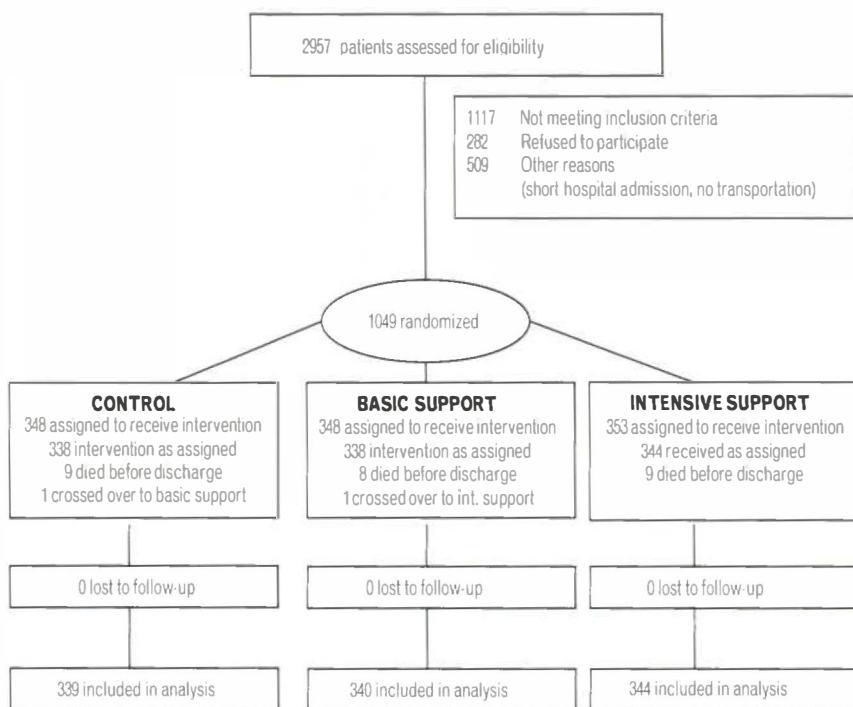 2957 patients assessed for eligibility
1117 Not meeting inclusion criteria
282 Refused to participate
509 Other reasons
(short hospital admission, no transportation)
1049 randomized
CONTROL
348 assigned to receive intervention
338 intervention as assigned
9 died before discharge
1 crossed over to basic support
BASIC SUPPORT
348 assigned to receive intervention
338 intervention as assigned
8 died before discharge
1 crossed over to int. support
INTENSIVE SUPPORT
353 assigned to receive intervention
344 received as assigned
9 died before discharge
0 lost to follow-up
0 lost to follow-up
0 lost to follow-up
339 included in analysis
340 included in analysis
344 included in analysis